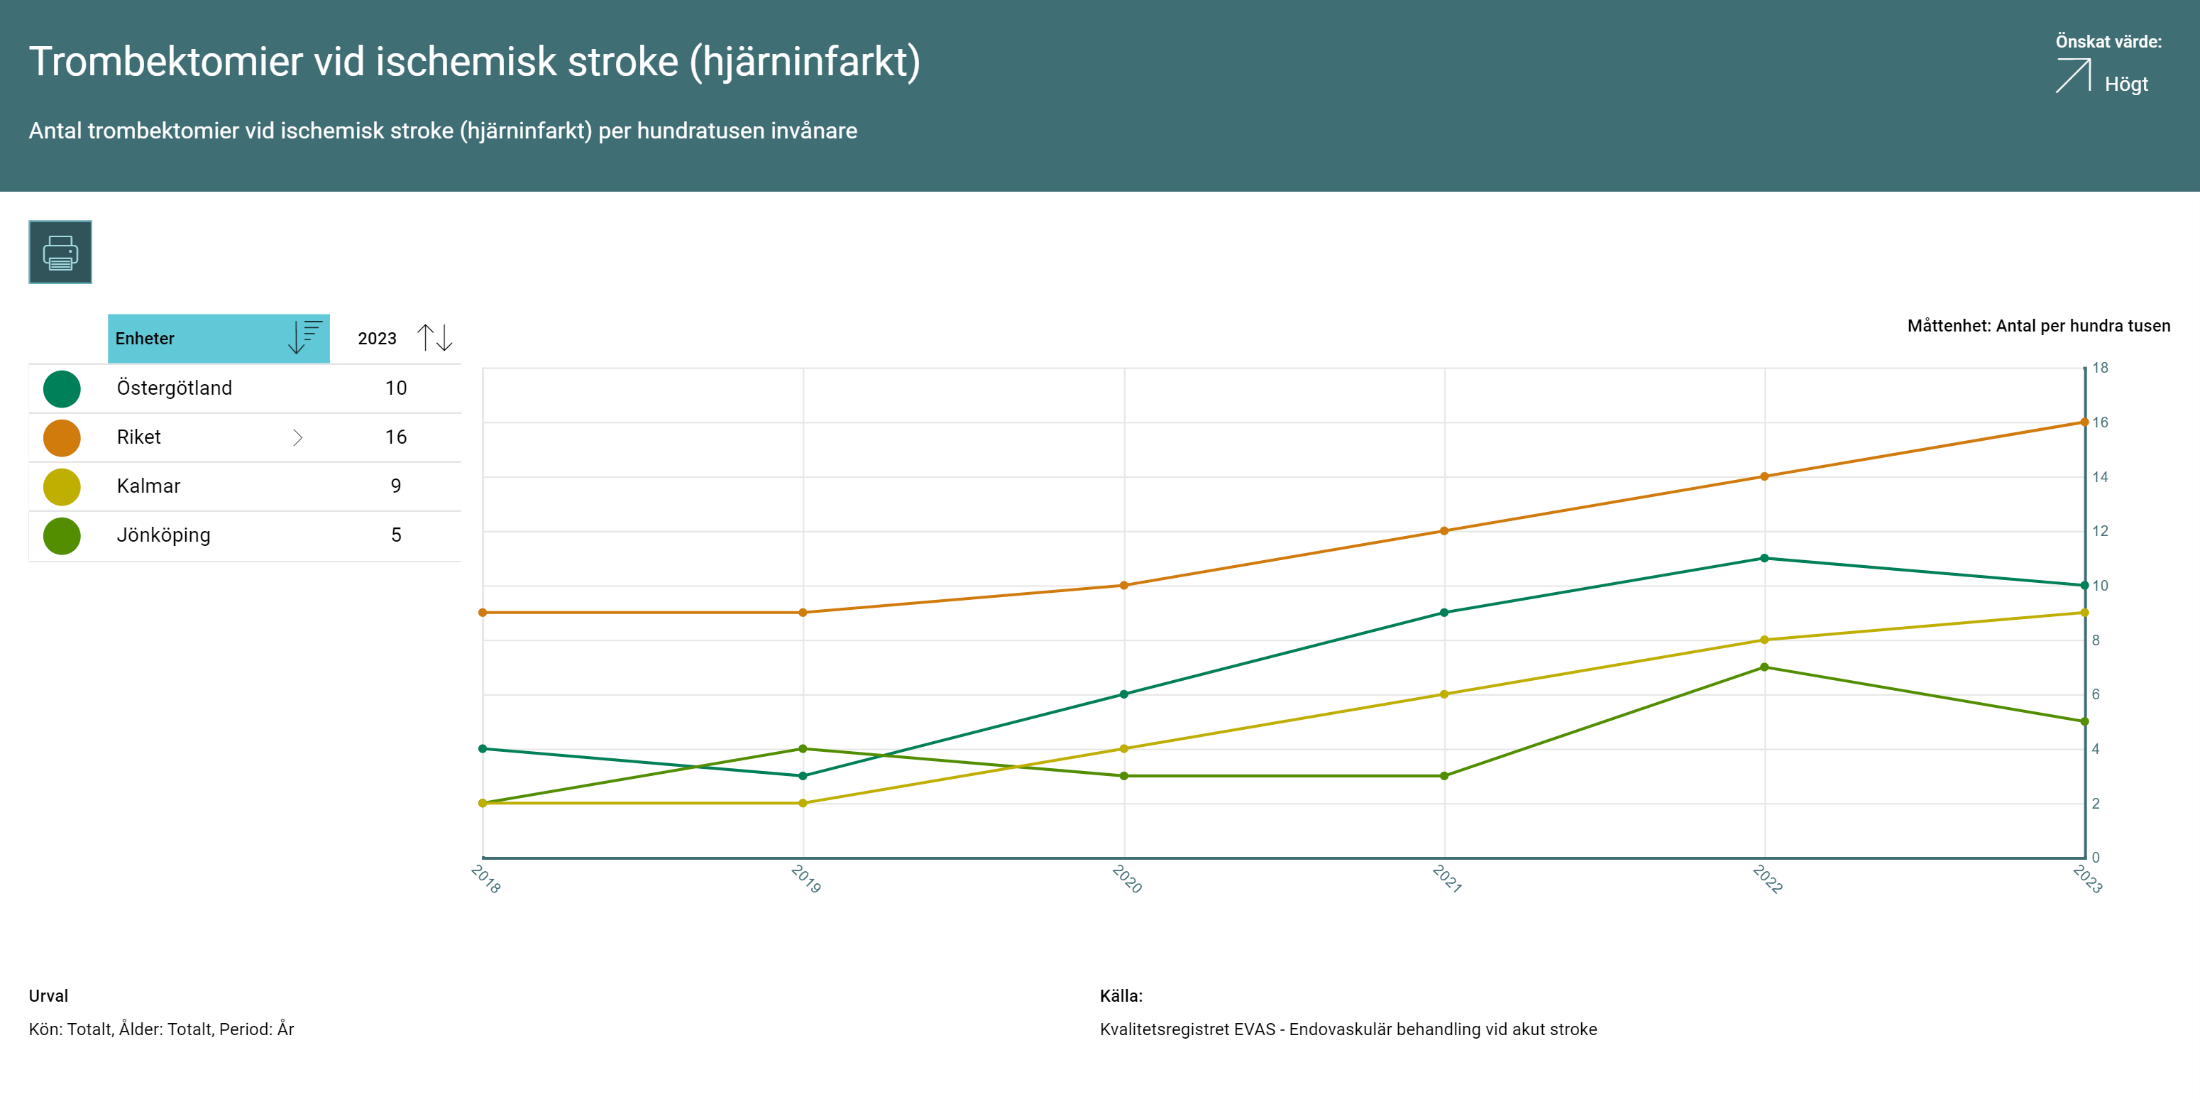 Trombektomier vid ischemisk stroke (hjärninfarkt)
Önskat värde:
Högt
Antal trombektomier vid ischemisk stroke (hjärninfarkt) per hundratusen invånare
Enheter 2023
Östergötland 10
Riket 16
Kalmar 9
Jönköping 5
Måttenhet: Antal per hundra tusen
18
16
14
12
10
8
6
4
2
0
2018 2019 2020 2021 2022 2023
Urval
Kön: Totalt, Ålder: Totalt, Period: År
Källa:
Kvalitetsregistret EVAS - Endovaskulär behandling vid akut stroke